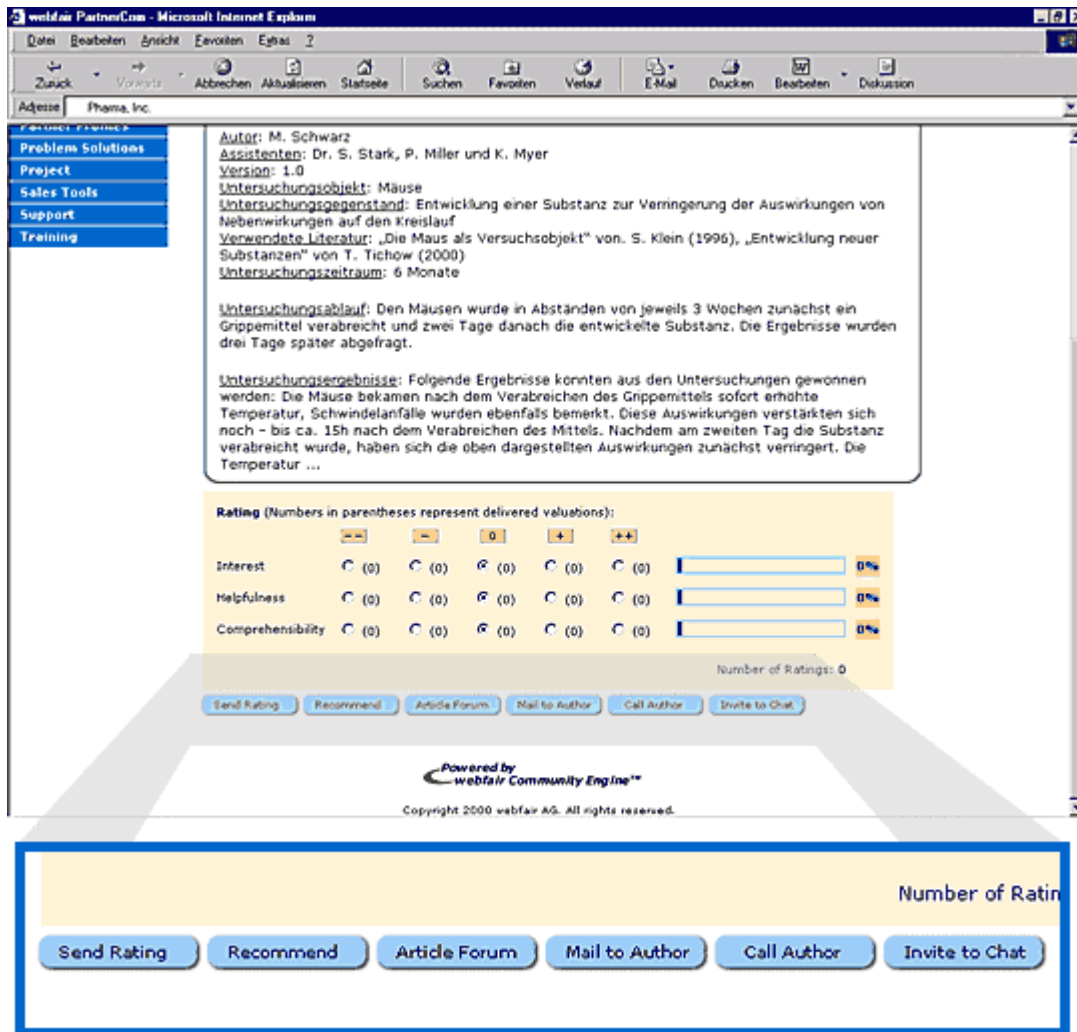 webfair PartnerCom - Microsoft Internet Explorer
Datei Bearbeiten Ansicht Favoriten Extras ?
Zurück Vorwärts Abbrechen Aktualisieren Startseite Suchen Favoriten Verlauf E-Mail Drucken Bearbeiten Diskussion
Adresse Pharma, Inc.
Partner Profiles
Problem Solutions
Project
Sales Tools
Support
Training
Autor: M. Schwarz
Assistenten: Dr. S. Stark, P. Miller und K. Myer
Version: 1.0
Untersuchungsobjekt: Mäuse
Untersuchungsgegenstand: Entwicklung einer Substanz zur Verringerung der Auswirkungen von
Nebenwirkungen auf den Kreislauf
Verwendete Literatur: „Die Maus als Versuchsobjekt" von. S. Klein (1996), „Entwicklung neuer
Substanzen" von T. Tichow (2000)
Untersuchungszeitraum: 6 Monate
Untersuchungsablauf: Den Mäusen wurde in Abständen von jeweils 3 Wochen zunächst ein
Grippemittel verabreicht und zwei Tage danach die entwickelte Substanz. Die Ergebnisse wurden
drei Tage später abgefragt.
Untersuchungsergebnisse: Folgende Ergebnisse konnten aus den Untersuchungen gewonnen
werden: Die Mäuse bekamen nach dem Verabreichen des Grippemittels sofort erhöhte
Temperatur, Schwindelanfälle wurden ebenfalls bemerkt. Diese Auswirkungen verstärkten sich
noch - bis ca. 15h nach dem Verabreichen des Mittels. Nachdem am zweiten Tag die Substanz
verabreicht wurde, haben sich die oben dargestellten Auswirkungen zunächst verringert. Die
Temperatur ...
Rating (Numbers in parentheses represent delivered valuations):
-- - 0 + ++
Interest (0) (0) (0) (0) (0) 0%
Helpfulness (0) (0) (0) (0) (0) 0%
Comprehensibility (0) (0) (0) (0) (0) 0%
Number of Ratings: 0
Send Rating Recommend Article Forum Mail to Author Call Author Invite to Chat
Powered by
webfair Community Engine™
Copyright 2000 webfair AG. All rights reserved.
Number of Ratin
Send Rating Recommend Article Forum Mail to Author Call Author Invite to Chat